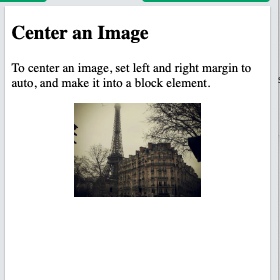 Center an Image
To center an image, set left and right margin to
auto, and make it into a block element.